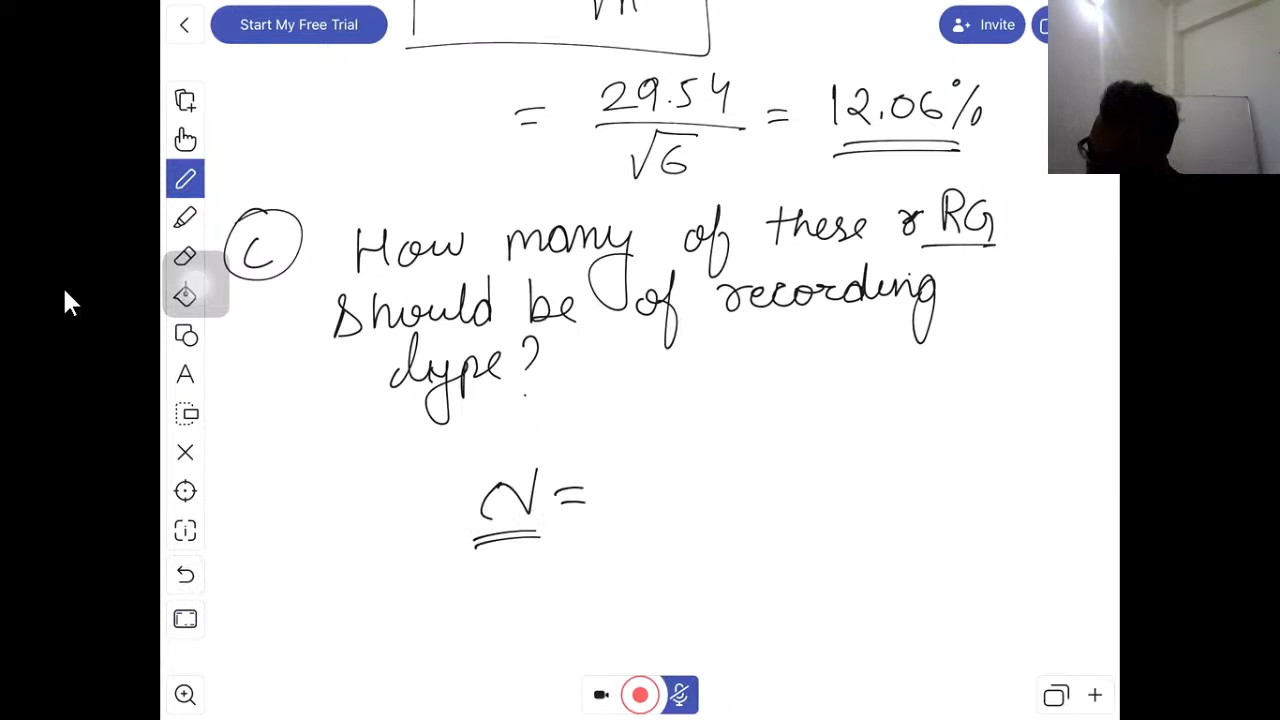 Start My Free Trial
Invite
= 29.54 / √6 = 12.06%
C How many of these r RG
should be of recording
type?
N =
A